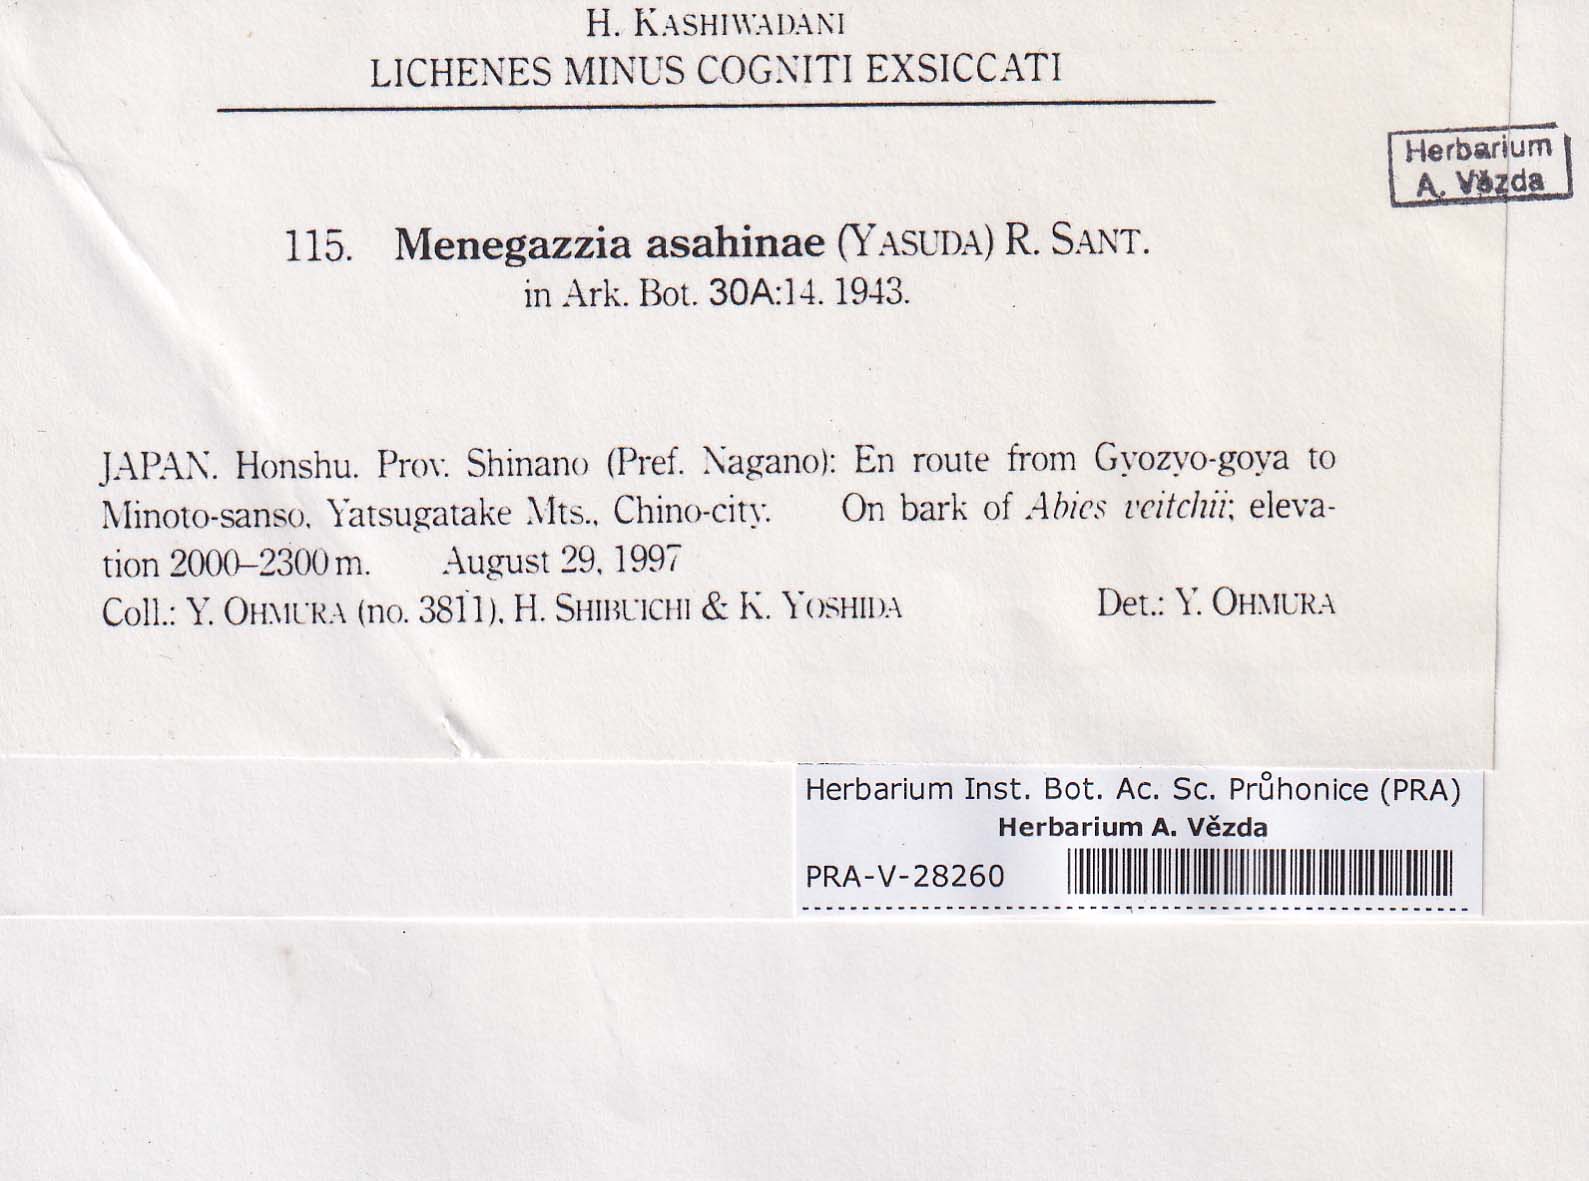 H. KASHIWADANI
LICHENES MINUS COGNITI EXSICCATI
Herbarium
A. Vězda
115. Menegazzia asahinae (YASUDA) R. SANT.
in Ark. Bot. 30A:14. 1943.
JAPAN. Honshu. Prov. Shinano (Pref. Nagano): En route from Gyozyo-goya to
Minoto-sanso, Yatsugatake Mts., Chino-city. On bark of Abies veitchii; eleva-
tion 2000–2300 m. August 29, 1997
Coll.: Y. OHMURA (no. 3811), H. SHIBUICHI & K. YOSHIDA Det.: Y. OHMURA
Herbarium Inst. Bot. Ac. Sc. Průhonice (PRA)
Herbarium A. Vězda
PRA-V-28260